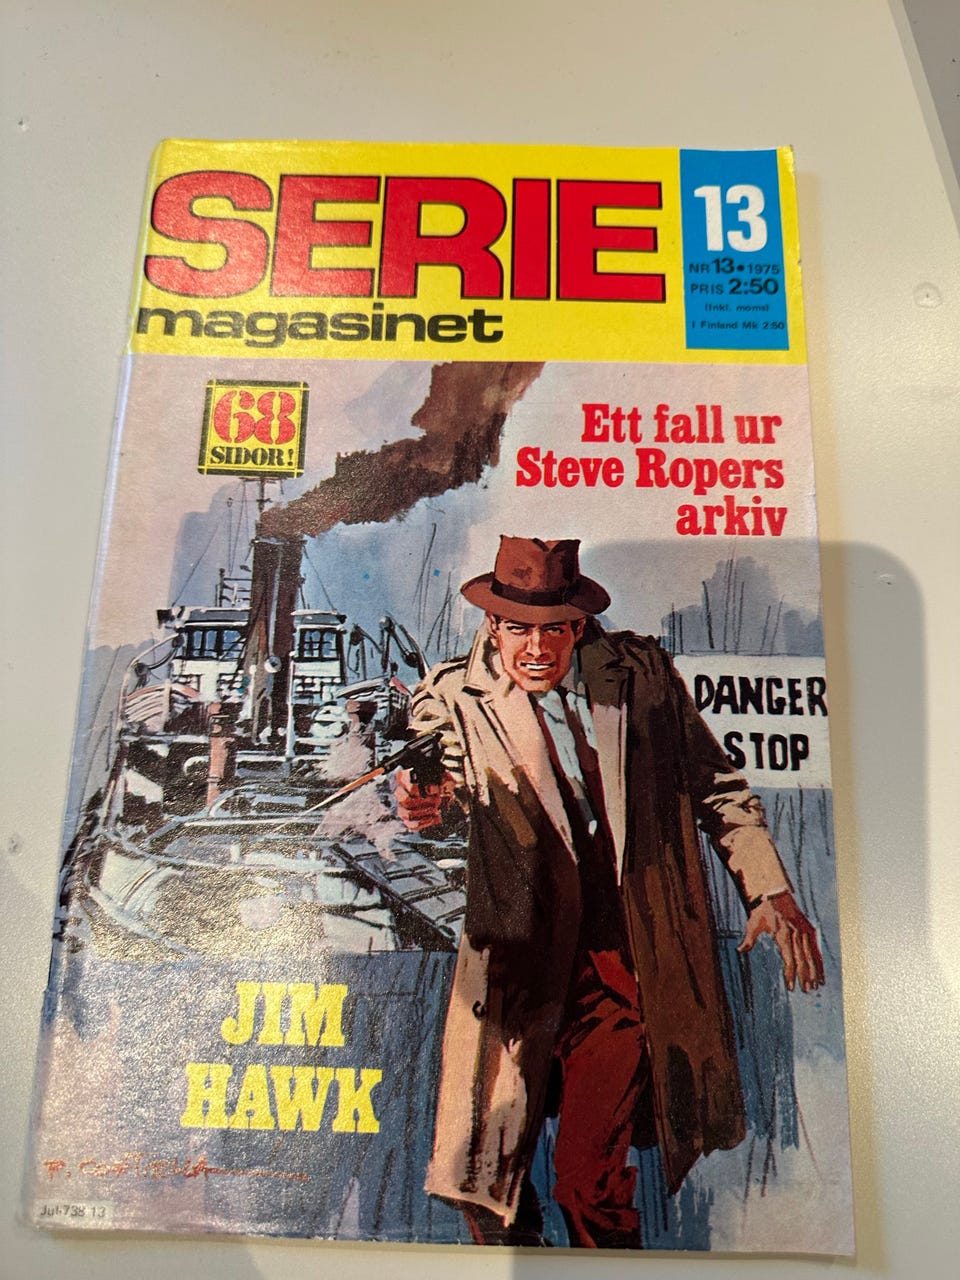 SERIE
magasinet
13
NR 13 • 1975
PRIS 2:50
(Inkl. moms)
I Finland Mk 2:50
68
SIDOR!
Ett fall ur
Steve Ropers
arkiv
DANGER
STOP
JIM
HAWK